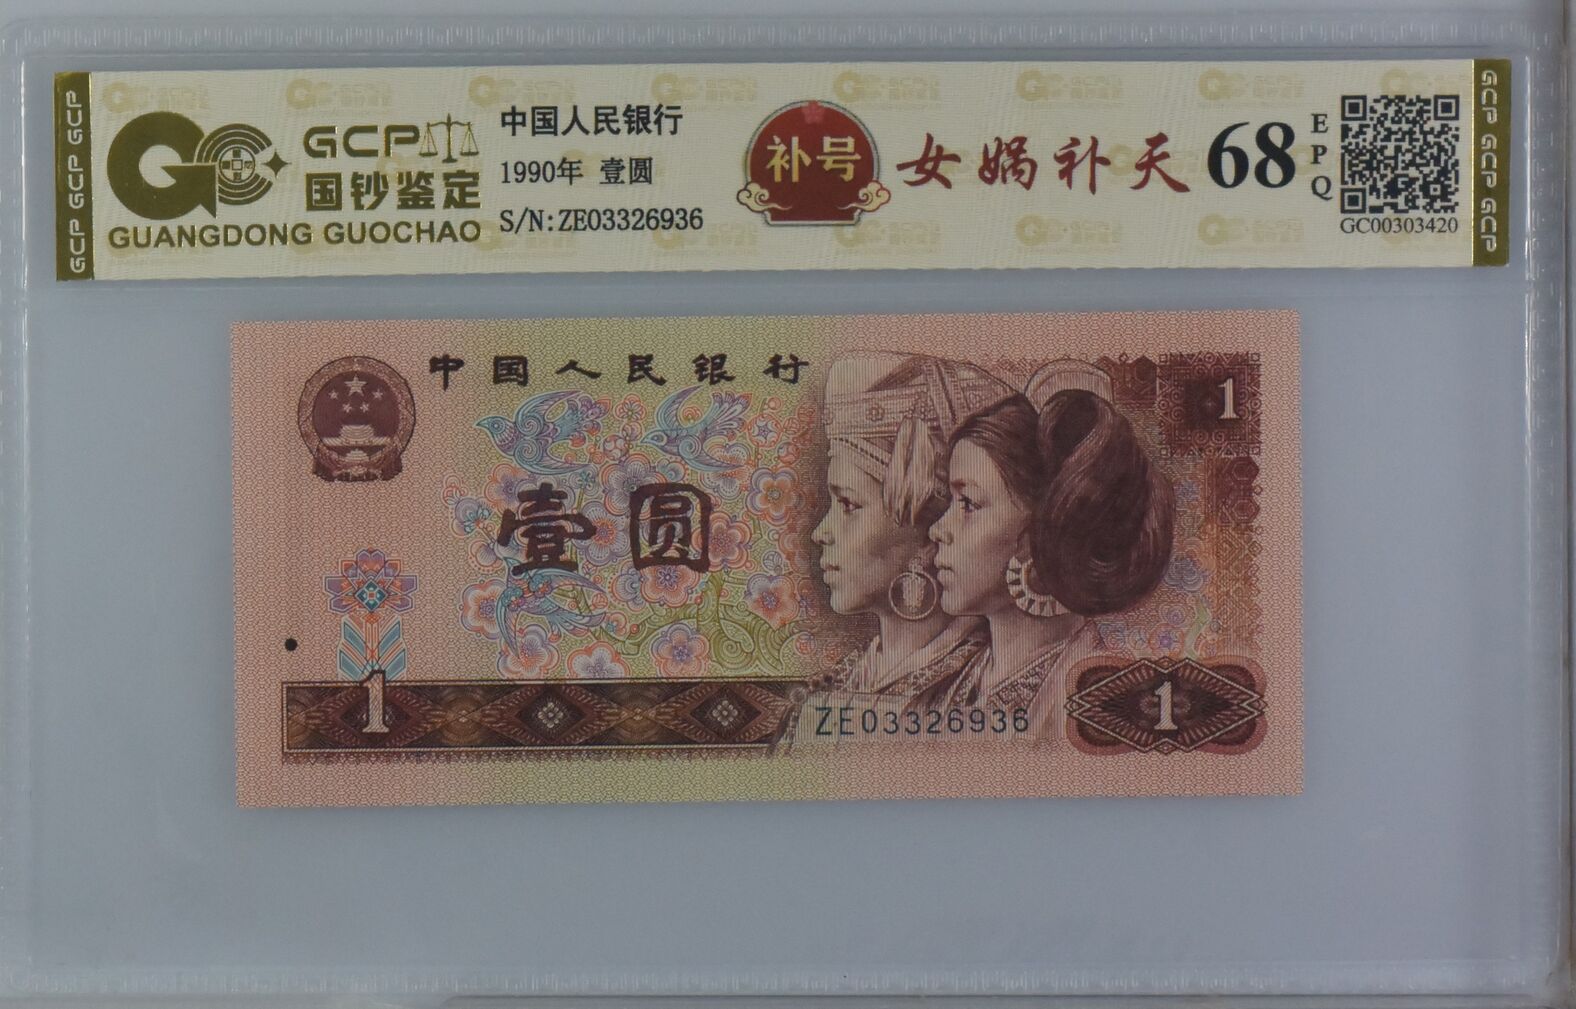 GCP GCP GCP
GCP
国钞鉴定
GUANGDONG GUOCHAO
中国人民银行
1990年 壹圆
S/N:ZE03326936
补号
女娲补天
68
EPQ
GC00303420
GCP GCP GCP
中国人民银行
1
壹圆
1
ZE03326936
1